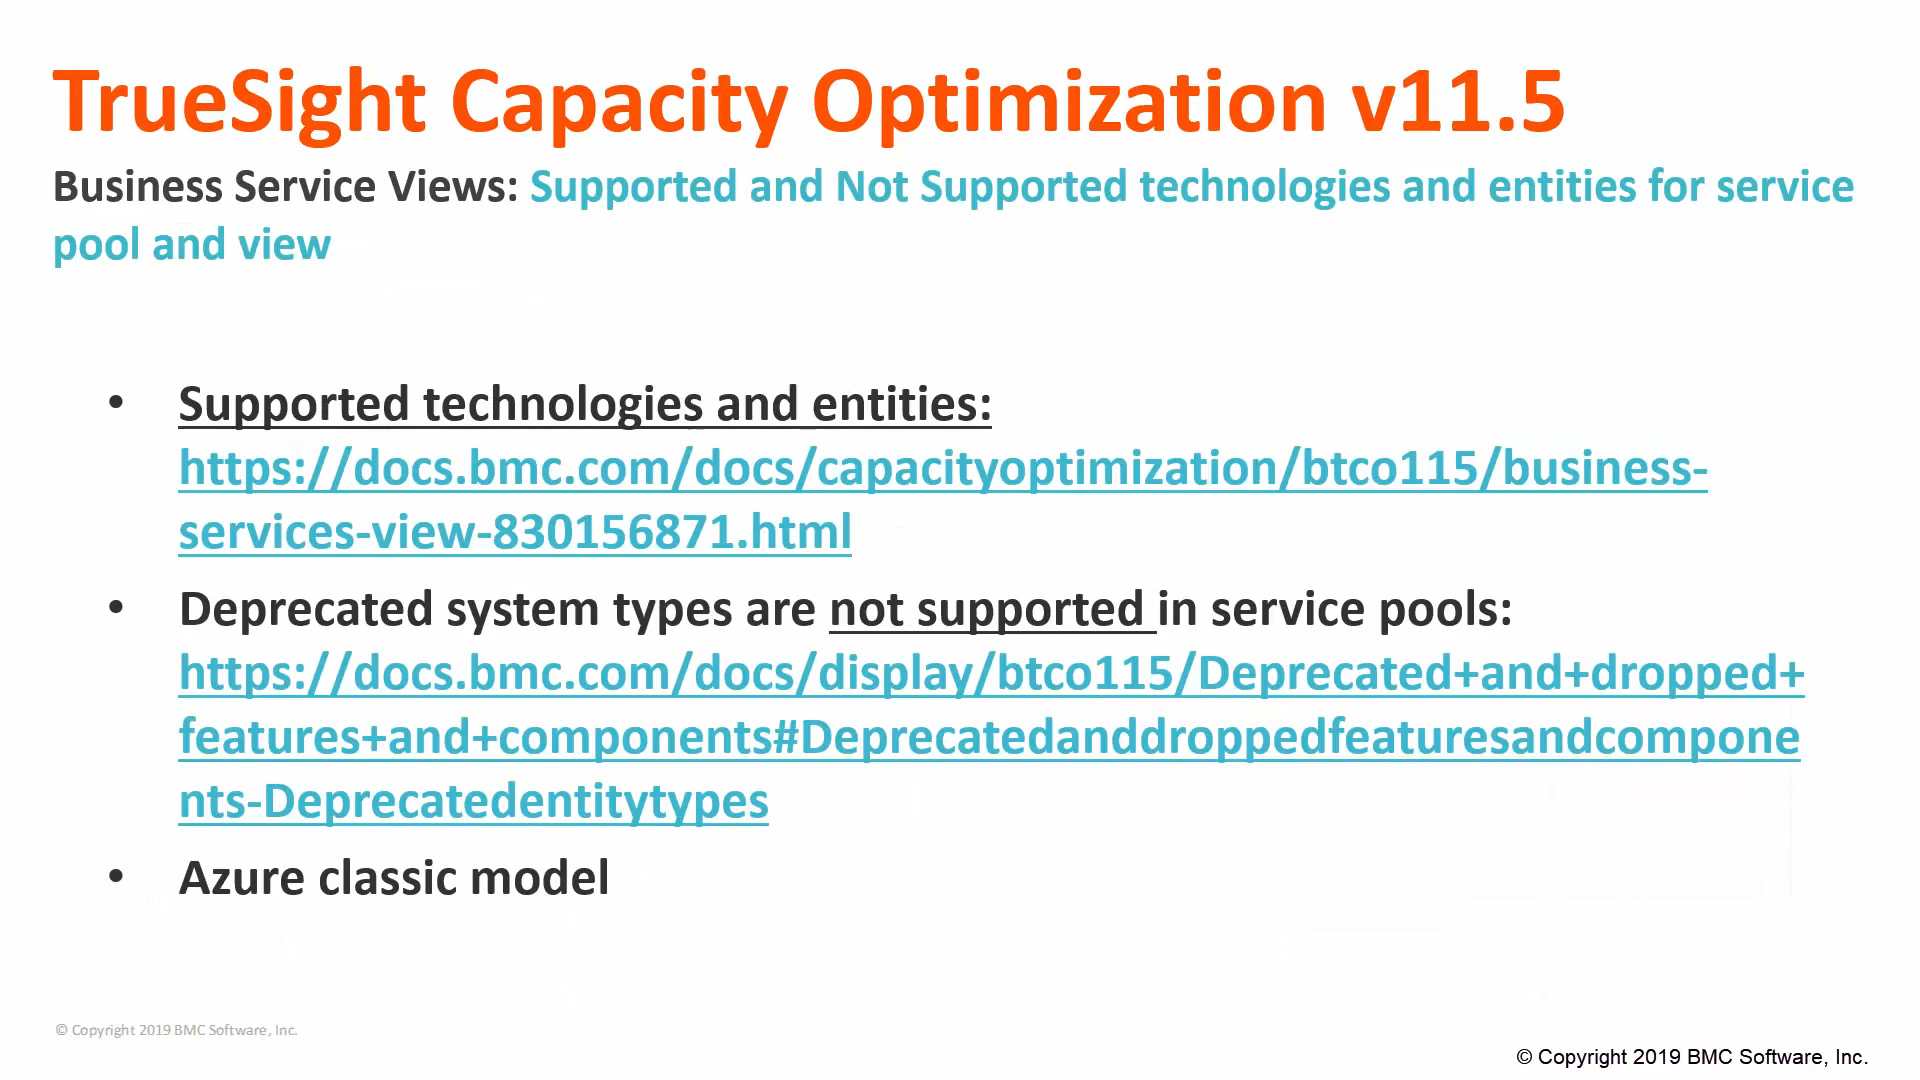 TrueSight Capacity Optimization v11.5
Business Service Views: Supported and Not Supported technologies and entities for service
pool and view
• Supported technologies and entities:
https://docs.bmc.com/docs/capacityoptimization/btco115/business-
services-view-830156871.html
• Deprecated system types are not supported in service pools:
https://docs.bmc.com/docs/display/btco115/Deprecated+and+dropped+
features+and+components#Deprecatedanddroppedfeaturesandcompone
nts-Deprecatedentitytypes
• Azure classic model
© Copyright 2019 BMC Software, Inc.
© Copyright 2019 BMC Software, Inc.